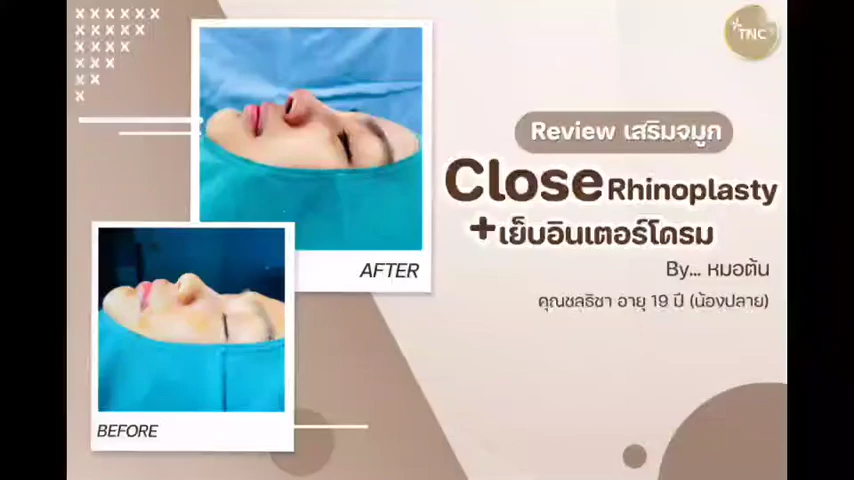 TNC
Review เสริมจมูก
Close Rhinoplasty
+เย็บอินเตอร์โดรม
By... หมอต้น
คุณชลธิชา อายุ 19 ปี (น้องปลาย)
AFTER
BEFORE